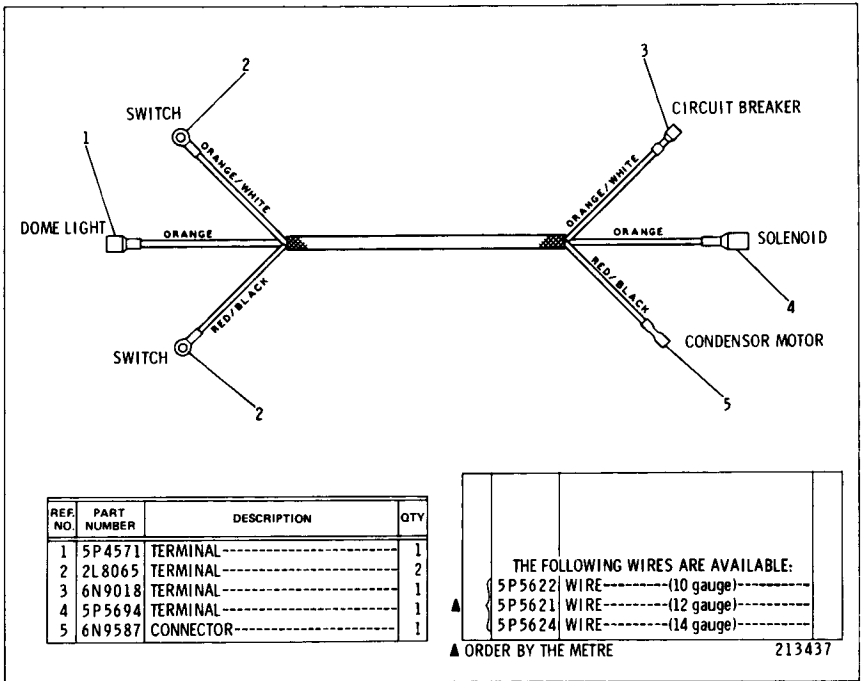 2
3
SWITCH
CIRCUIT BREAKER
1
ORANGE/WHITE
ORANGE/WHITE
DOME LIGHT
ORANGE
ORANGE
SOLENOID
RED/BLACK
RED/BLACK
4
SWITCH
CONDENSOR MOTOR
2
5
REF. NO. PART NUMBER DESCRIPTION QTY
1 5P4571 TERMINAL 1
2 2L8065 TERMINAL 2
3 6N9018 TERMINAL 1
4 5P5694 TERMINAL 1
5 6N9587 CONNECTOR 1
THE FOLLOWING WIRES ARE AVAILABLE:
5P5622 WIRE---------(10 gauge)----------
▲ 5P5621 WIRE---------(12 gauge)----------
5P5624 WIRE---------(14 gauge)----------
▲ ORDER BY THE METRE 213437